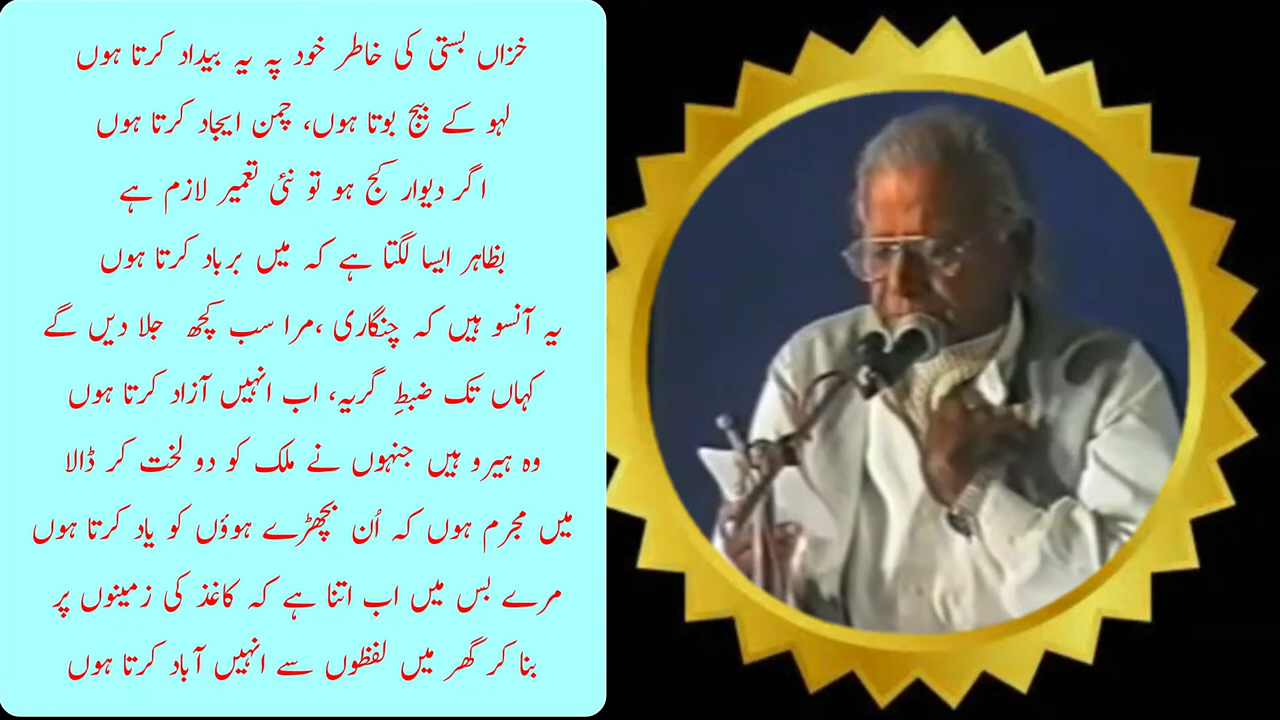 خزاں بستی کی خاطر خود پہ یہ بیداد کرتا ہوں
لہو کے بیج بوتا ہوں، چمن ایجاد کرتا ہوں
اگر دیوار کج ہو تو نئی تعمیر لازم ہے
بظاہر ایسا لگتا ہے کہ میں برباد کرتا ہوں
یہ آنسو ہیں کہ چنگاری ،مرا سب کچھ جلا دیں گے
کہاں تک ضبطِ گریہ، اب انہیں آزاد کرتا ہوں
وہ ہیرو ہیں جنہوں نے ملک کو دو لخت کر ڈالا
میں مجرم ہوں کہ اُن بچھڑے ہوؤں کو یاد کرتا ہوں
مرے بس میں اب اتنا ہے کہ کاغذ کی زمینوں پر
بنا کر گھر میں لفظوں سے انہیں آباد کرتا ہوں